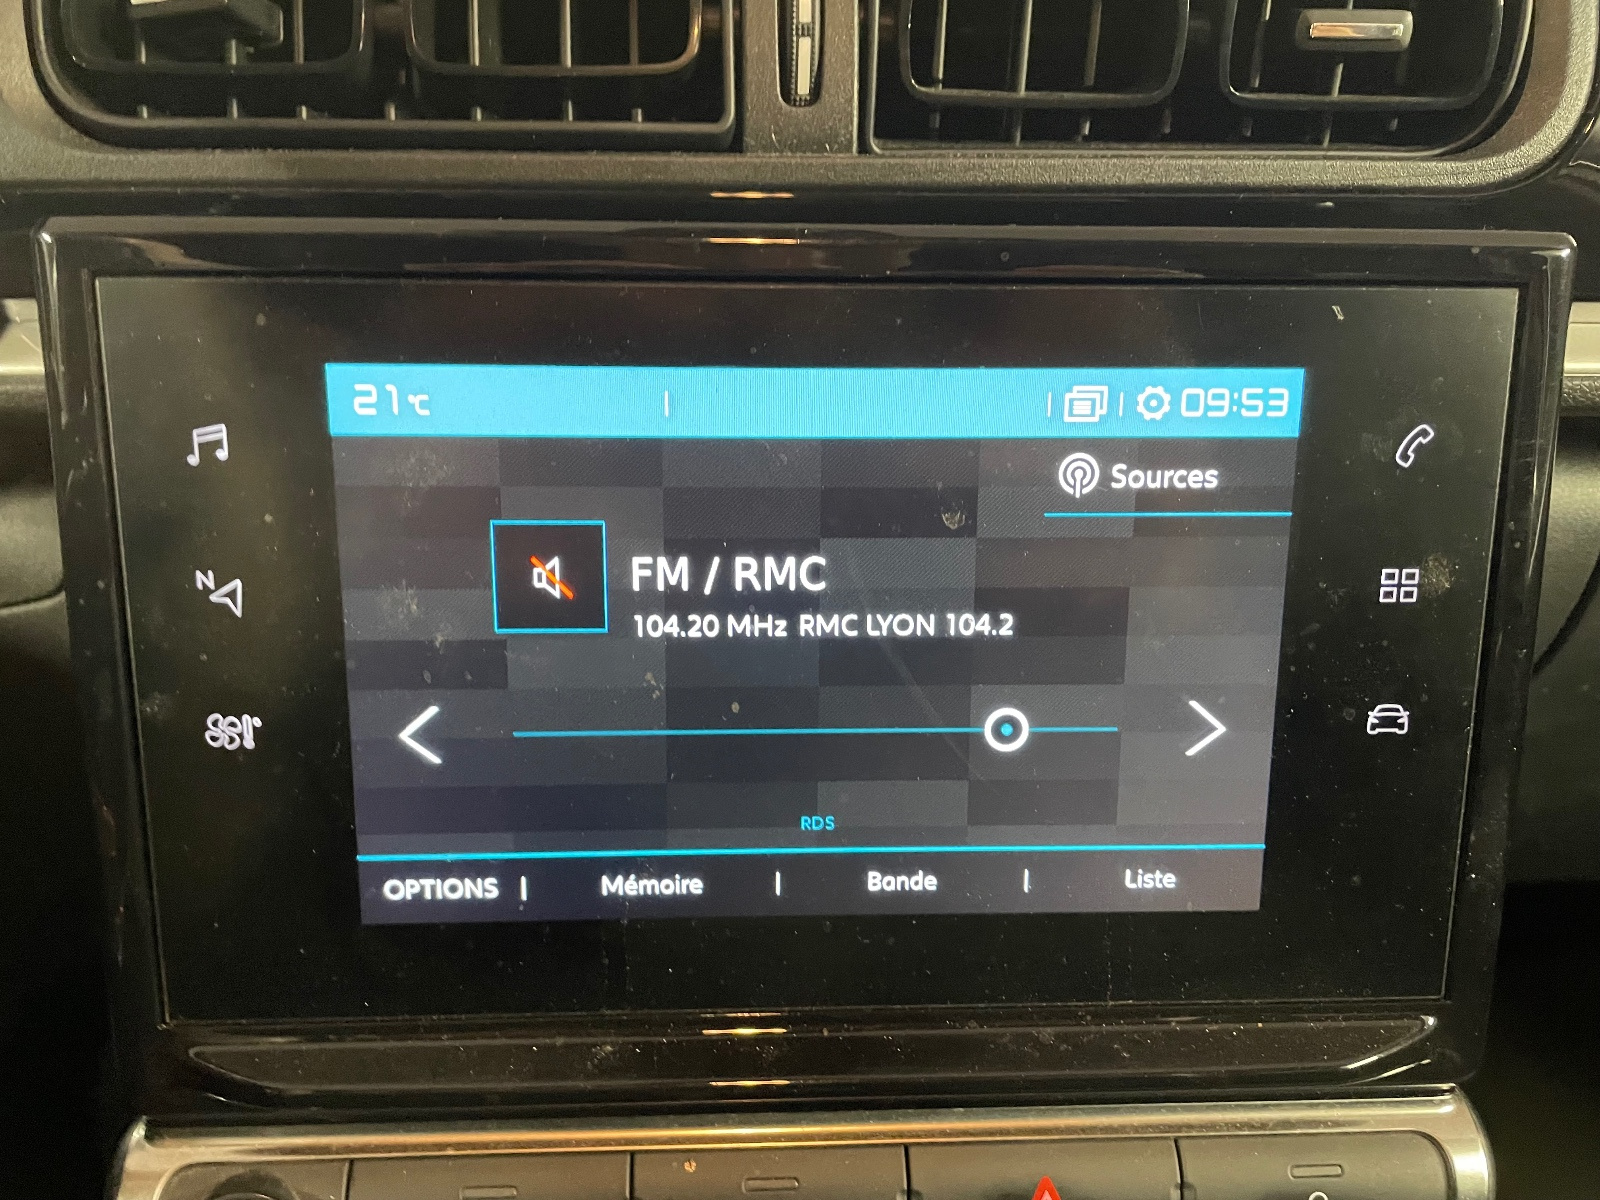 21°C
09:53
Sources
FM / RMC
104.20 MHz RMC LYON 104.2
N
RDS
OPTIONS | Mémoire | Bande | Liste